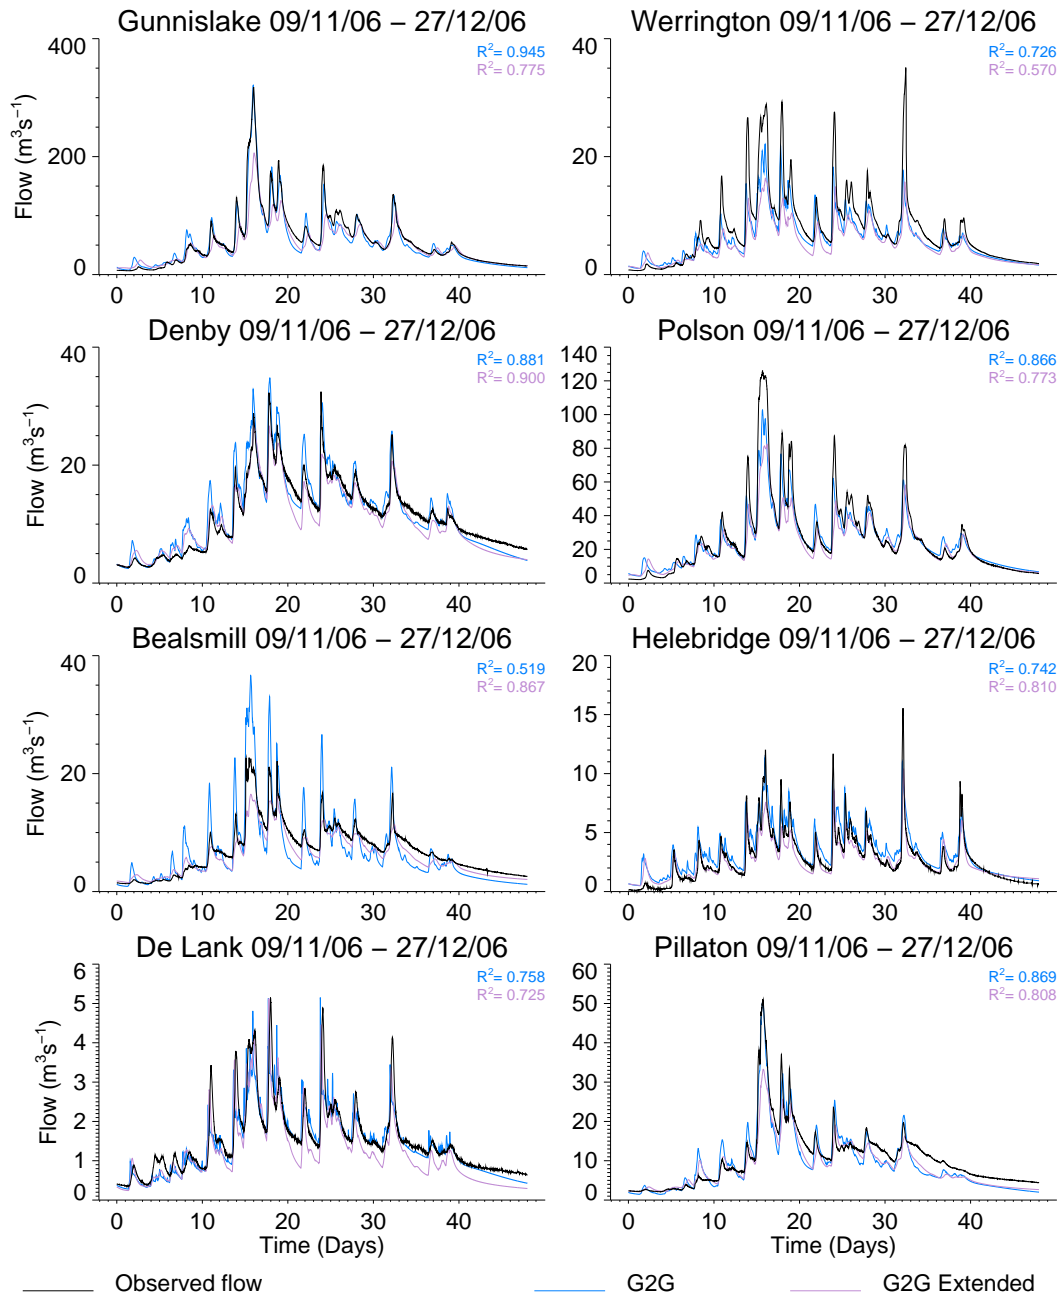 Gunnislake 09/11/06 – 27/12/06
R²= 0.945
R²= 0.775
400
200
0
Flow (m³s⁻¹)
0 10 20 30 40
Werrington 09/11/06 – 27/12/06
R²= 0.726
R²= 0.570
40
20
0
0 10 20 30 40
Denby 09/11/06 – 27/12/06
R²= 0.881
R²= 0.900
40
20
0
Flow (m³s⁻¹)
0 10 20 30 40
Polson 09/11/06 – 27/12/06
R²= 0.866
R²= 0.773
140
120
100
80
60
40
20
0
0 10 20 30 40
Bealsmill 09/11/06 – 27/12/06
R²= 0.519
R²= 0.867
40
20
0
Flow (m³s⁻¹)
0 10 20 30 40
Helebridge 09/11/06 – 27/12/06
R²= 0.742
R²= 0.810
20
15
10
5
0
0 10 20 30 40
De Lank 09/11/06 – 27/12/06
R²= 0.758
R²= 0.725
6
5
4
3
2
1
0
Flow (m³s⁻¹)
0 10 20 30 40
Time (Days)
Pillaton 09/11/06 – 27/12/06
R²= 0.869
R²= 0.808
60
50
40
30
20
10
0
0 10 20 30 40
Time (Days)
Observed flow G2G G2G Extended